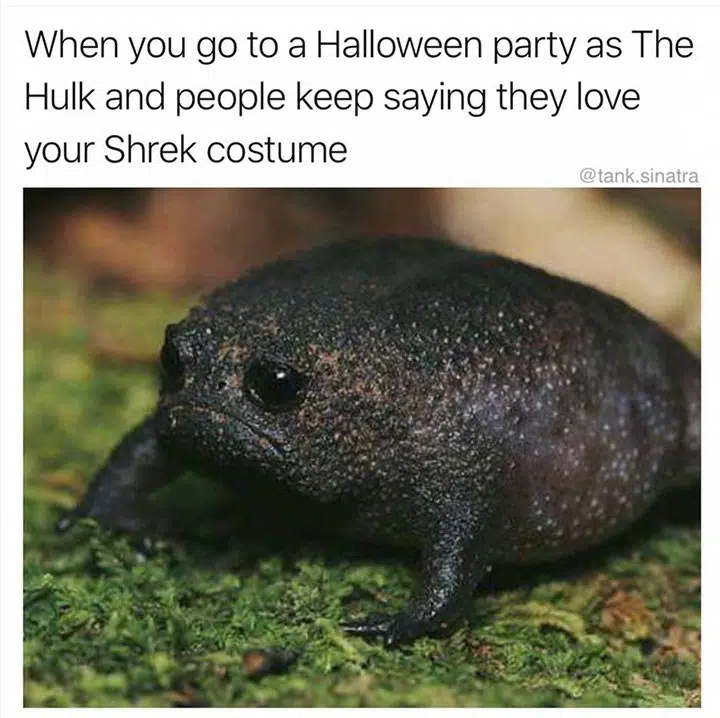 When you go to a Halloween party as The
Hulk and people keep saying they love
your Shrek costume
@tank.sinatra